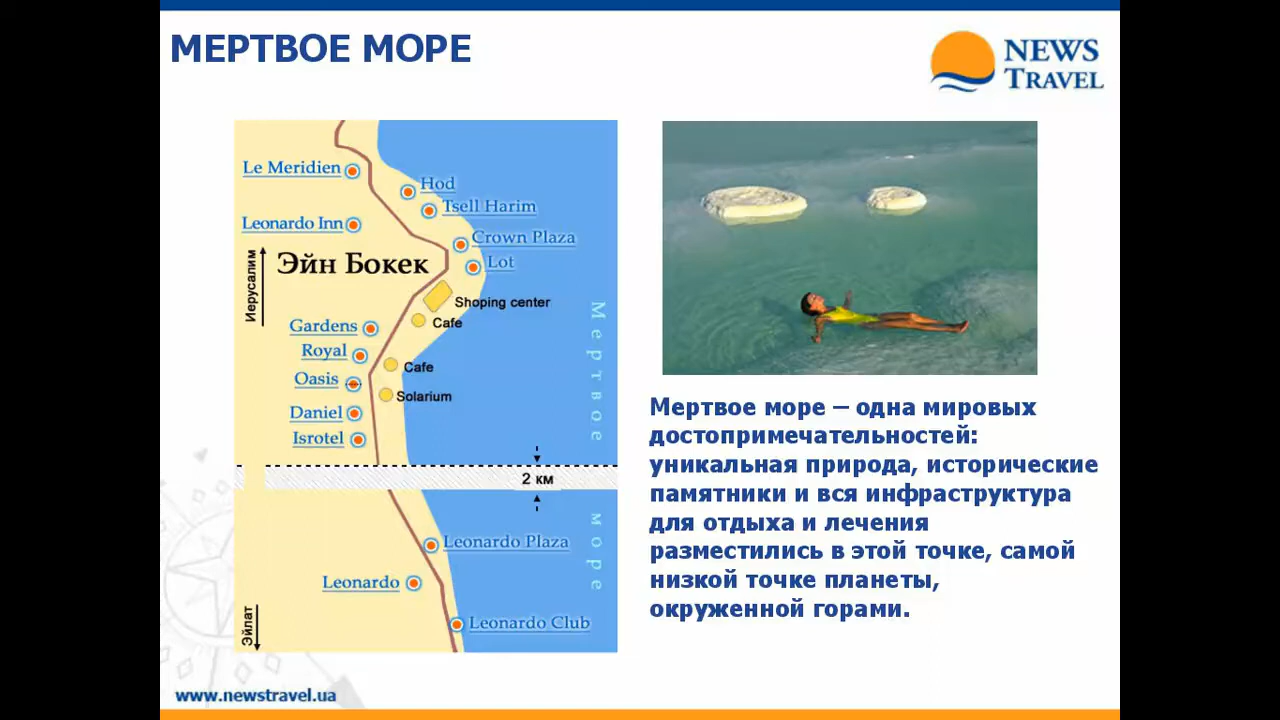 МЕРТВОЕ МОРЕ
NEWS
TRAVEL
Le Meridien
Hod
Tsell Harim
Leonardo Inn
Crown Plaza
Эйн Бокек
Lot
Иерусалим
Shoping center
Cafe
Gardens
Royal
Cafe
Oasis
Solarium
Daniel
Isrotel
Мертвое
2 км
море
Leonardo Plaza
Leonardo
Leonardo Club
Эйлат
Мертвое море – одна мировых
достопримечательностей:
уникальная природа, исторические
памятники и вся инфраструктура
для отдыха и лечения
разместились в этой точке, самой
низкой точке планеты,
окруженной горами.
www.newstravel.ua